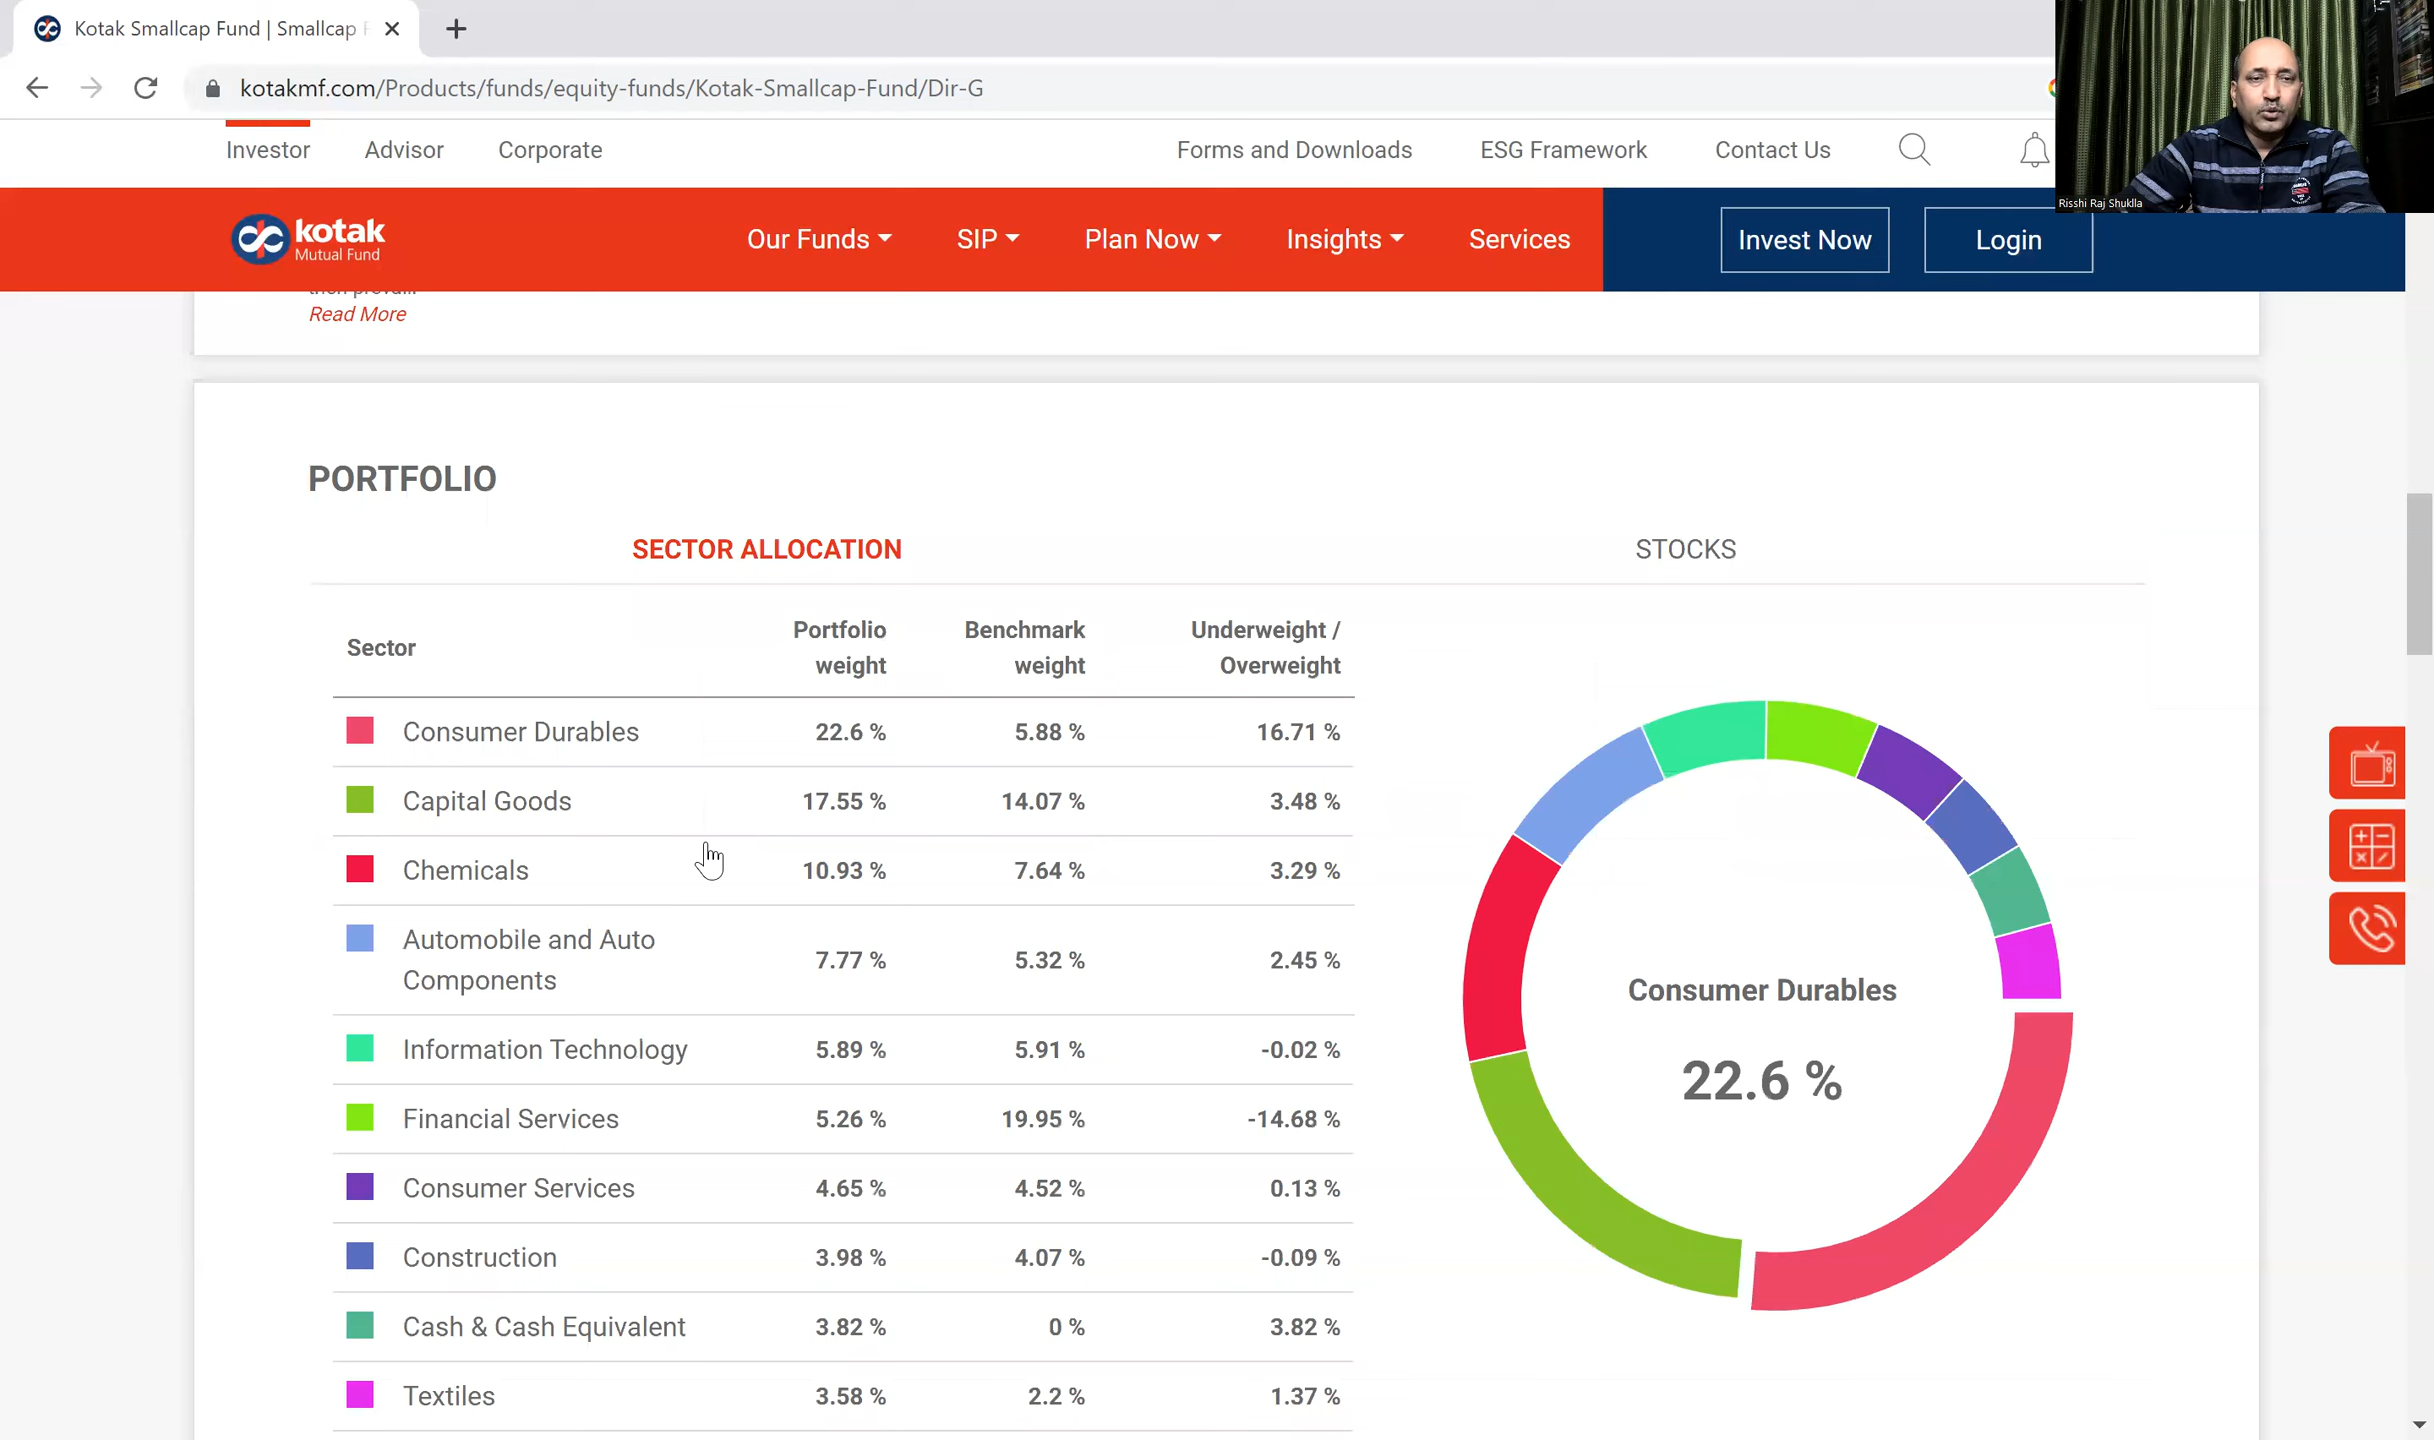 Kotak Smallcap Fund | Smallcap F
kotakmf.com/Products/funds/equity-funds/Kotak-Smallcap-Fund/Dir-G
Risshi Raj Shuklla
Investor Advisor Corporate Forms and Downloads ESG Framework Contact Us
kotak
Mutual Fund
Our Funds SIP Plan Now Insights Services Invest Now Login
Read More
PORTFOLIO
SECTOR ALLOCATION STOCKS
Sector Portfolio weight Benchmark weight Underweight / Overweight
Consumer Durables 22.6 % 5.88 % 16.71 %
Capital Goods 17.55 % 14.07 % 3.48 %
Chemicals 10.93 % 7.64 % 3.29 %
Automobile and Auto Components 7.77 % 5.32 % 2.45 %
Information Technology 5.89 % 5.91 % -0.02 %
Financial Services 5.26 % 19.95 % -14.68 %
Consumer Services 4.65 % 4.52 % 0.13 %
Construction 3.98 % 4.07 % -0.09 %
Cash & Cash Equivalent 3.82 % 0 % 3.82 %
Textiles 3.58 % 2.2 % 1.37 %
Consumer Durables
22.6 %